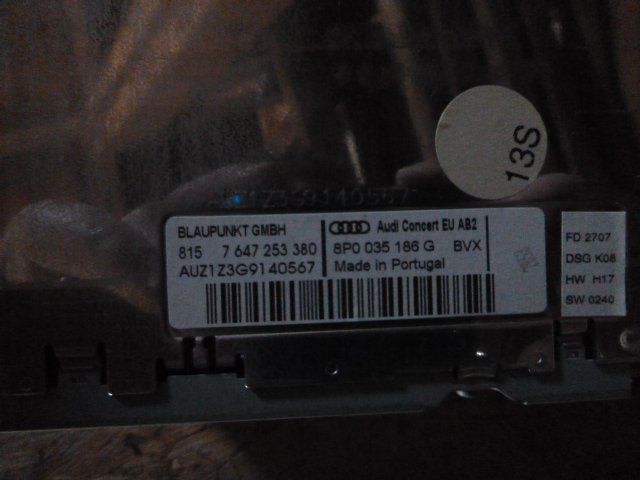 13S
AUZ1Z3G9140567
BLAUPUNKT GMBH
815 7 647 253 380
AUZ1Z3G9140567
Audi Concert EU AB2
8P0 035 186 G BVX
Made in Portugal
FD 2707
DSG K08
HW H17
SW 0240